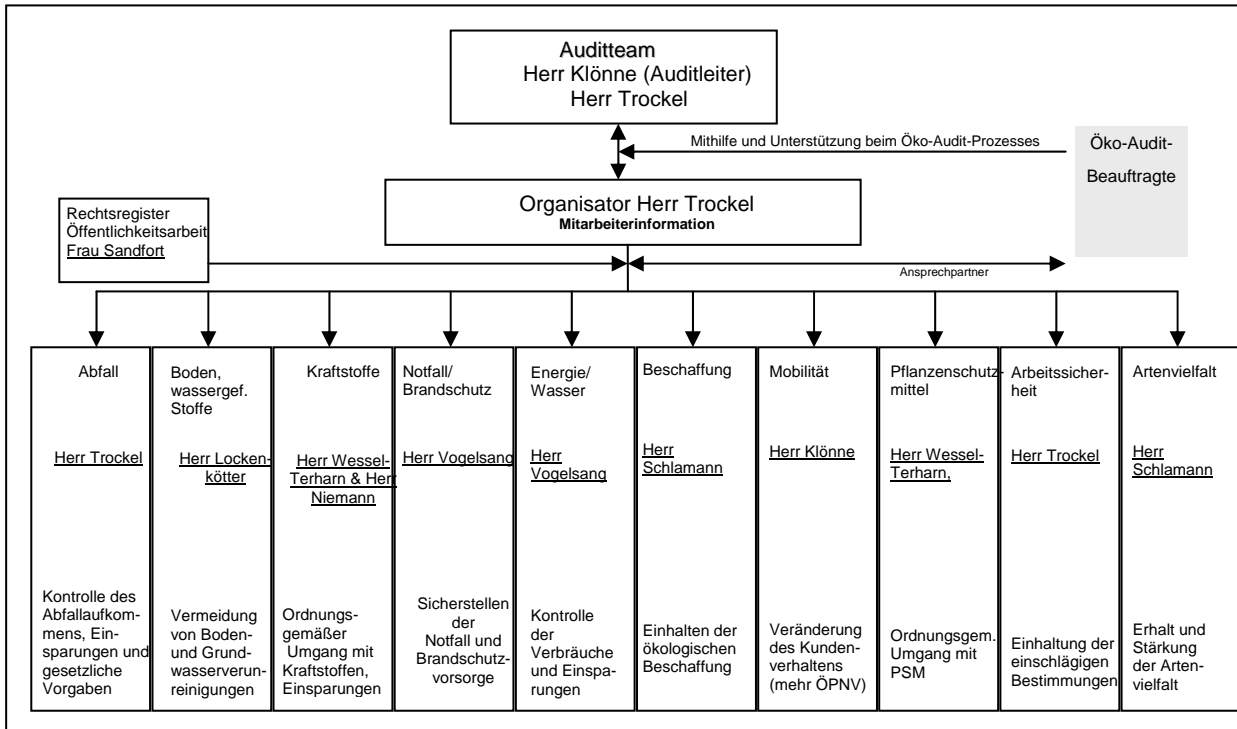 Auditteam
Herr Klönne (Auditleiter)
Herr Trockel
Mithilfe und Unterstützung beim Öko-Audit-Prozesses
Öko-Audit-
Beauftragte
Organisator Herr Trockel
Mitarbeiterinformation
Rechtsregister
Öffentlichkeitsarbeit
Frau Sandfort
Ansprechpartner
Abfall
Herr Trockel
Kontrolle des
Abfallaufkom-
mens, Ein-
sparungen und
gesetzliche
Vorgaben
Boden,
wassergef.
Stoffe
Herr Locken-
kötter
Vermeidung
von Boden-
und Grund-
wasserverun-
reinigungen
Kraftstoffe
Herr Wessel-
Terharn & Herr
Niemann
Ordnungs-
gemäßer
Umgang mit
Kraftstoffen,
Einsparungen
Notfall/
Brandschutz
Herr Vogelsang
Sicherstellen
der
Notfall und
Brandschutz-
vorsorge
Energie/
Wasser
Herr
Vogelsang
Kontrolle
der
Verbräuche
und Einspa-
rungen
Beschaffung
Herr
Schlamann
Einhalten der
ökologischen
Beschaffung
Mobilität
Herr Klönne
Veränderung
des Kunden-
verhaltens
(mehr ÖPNV)
Pflanzenschutz-
mittel
Herr Wessel-
Terharn,
Ordnungsgem.
Umgang mit
PSM
Arbeitssicher-
heit
Herr Trockel
Einhaltung der
einschlägigen
Bestimmungen
Artenvielfalt
Herr
Schlamann
Erhalt und
Stärkung
der Arten-
vielfalt